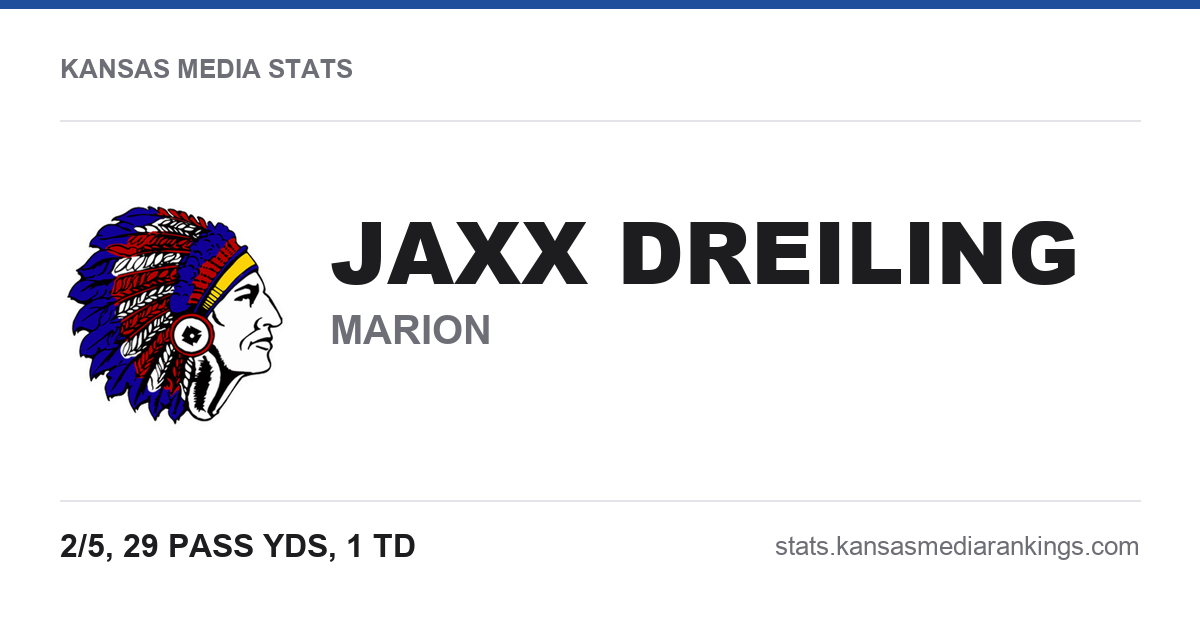 KANSAS MEDIA STATS
JAXX DREILING
MARION
2/5, 29 PASS YDS, 1 TD
stats.kansasmediarankings.com